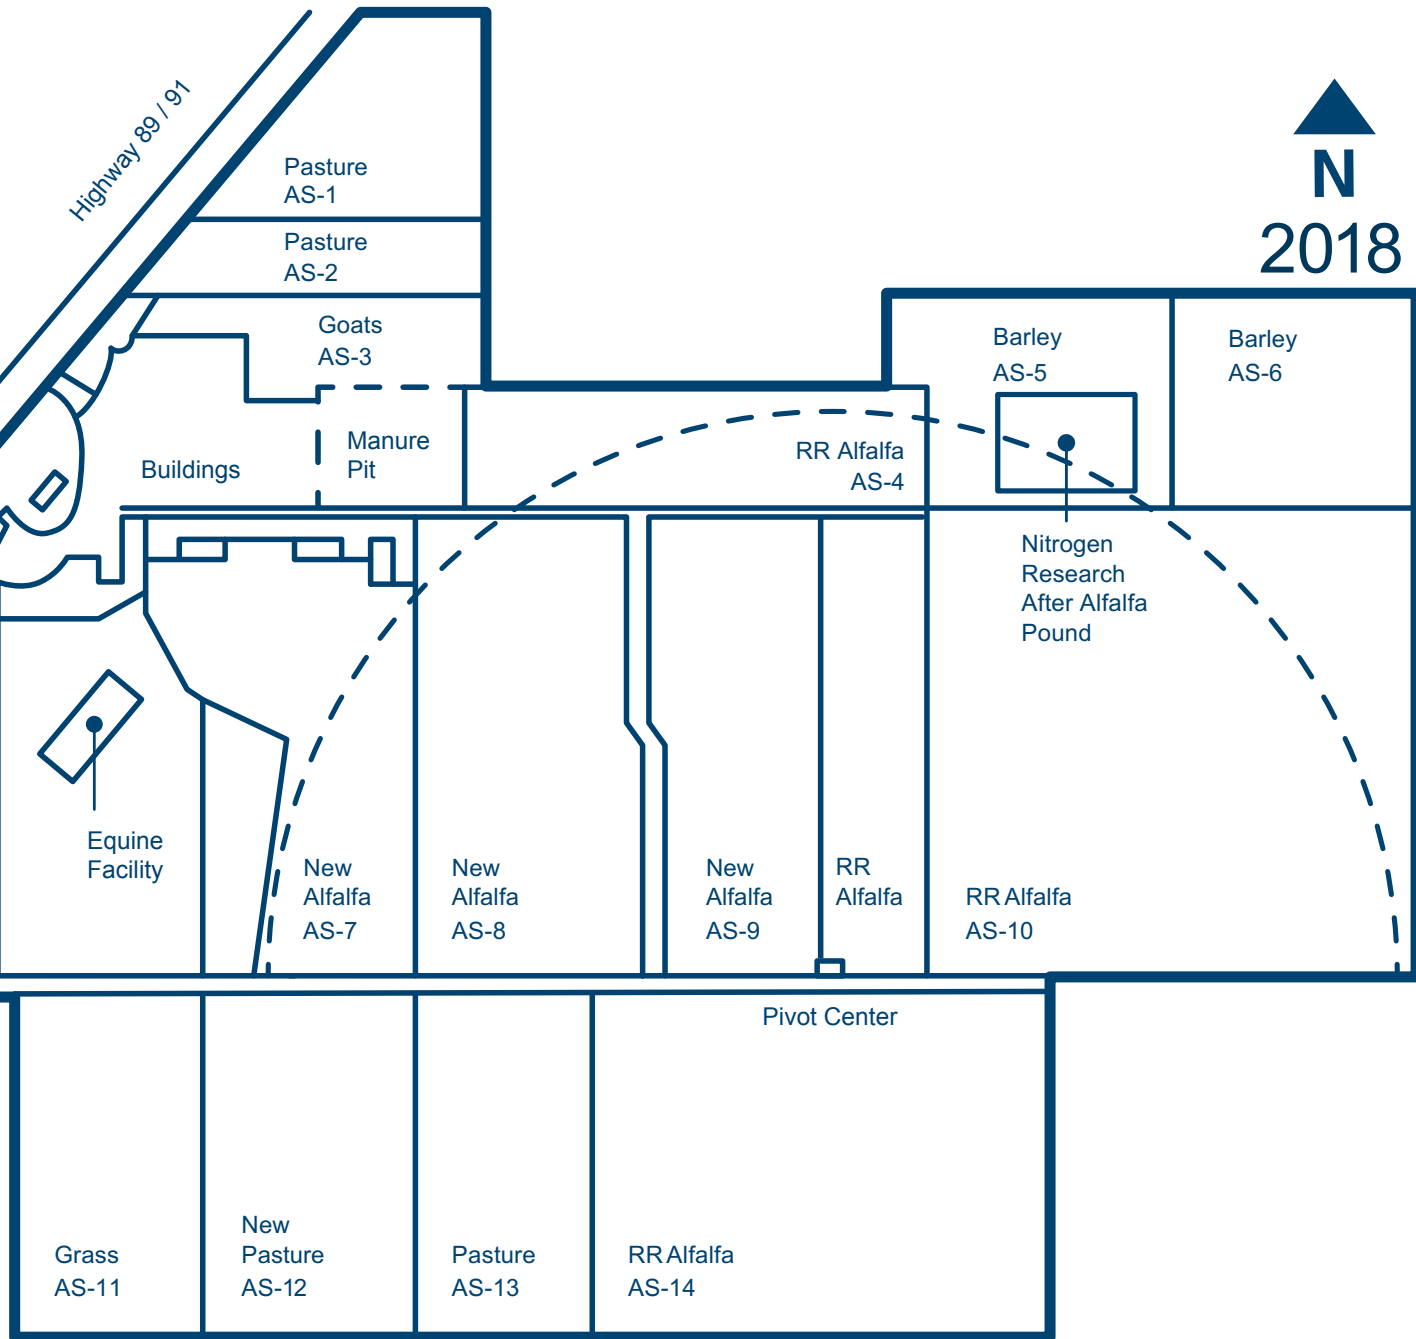 Highway 89 / 91
N
2018
Pasture
AS-1
Pasture
AS-2
Goats
AS-3
Barley
AS-5
Barley
AS-6
Buildings
Manure
Pit
RR Alfalfa
AS-4
Nitrogen
Research
After Alfalfa
Pound
Equine
Facility
New
Alfalfa
AS-7
New
Alfalfa
AS-8
New
Alfalfa
AS-9
RR
Alfalfa
RR Alfalfa
AS-10
Pivot Center
Grass
AS-11
New
Pasture
AS-12
Pasture
AS-13
RR Alfalfa
AS-14